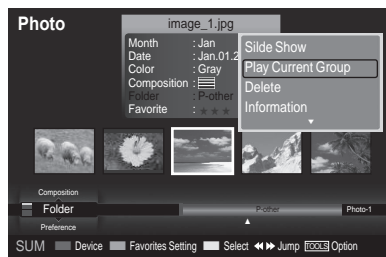 Photo
image_1.jpg
Month : Jan
Date : Jan.01.2
Color : Gray
Composition :
Folder : P-other
Favorite : ★ ★ ★
Silde Show
Play Current Group
Delete
Information
Composition
Folder
P-other
Photo-1
Preference
SUM Device Favorites Setting Select Jump TOOLS Option